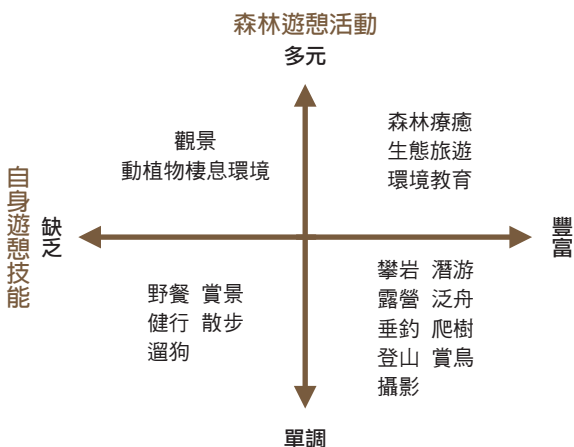 森林遊憩活動
多元
觀景
動植物棲息環境
森林療癒
生態旅遊
環境教育
自身遊憩技能
缺乏
豐富
野餐 賞景
健行 散步
遛狗
攀岩 潛游
露營 泛舟
垂釣 爬樹
登山 賞鳥
攝影
單調